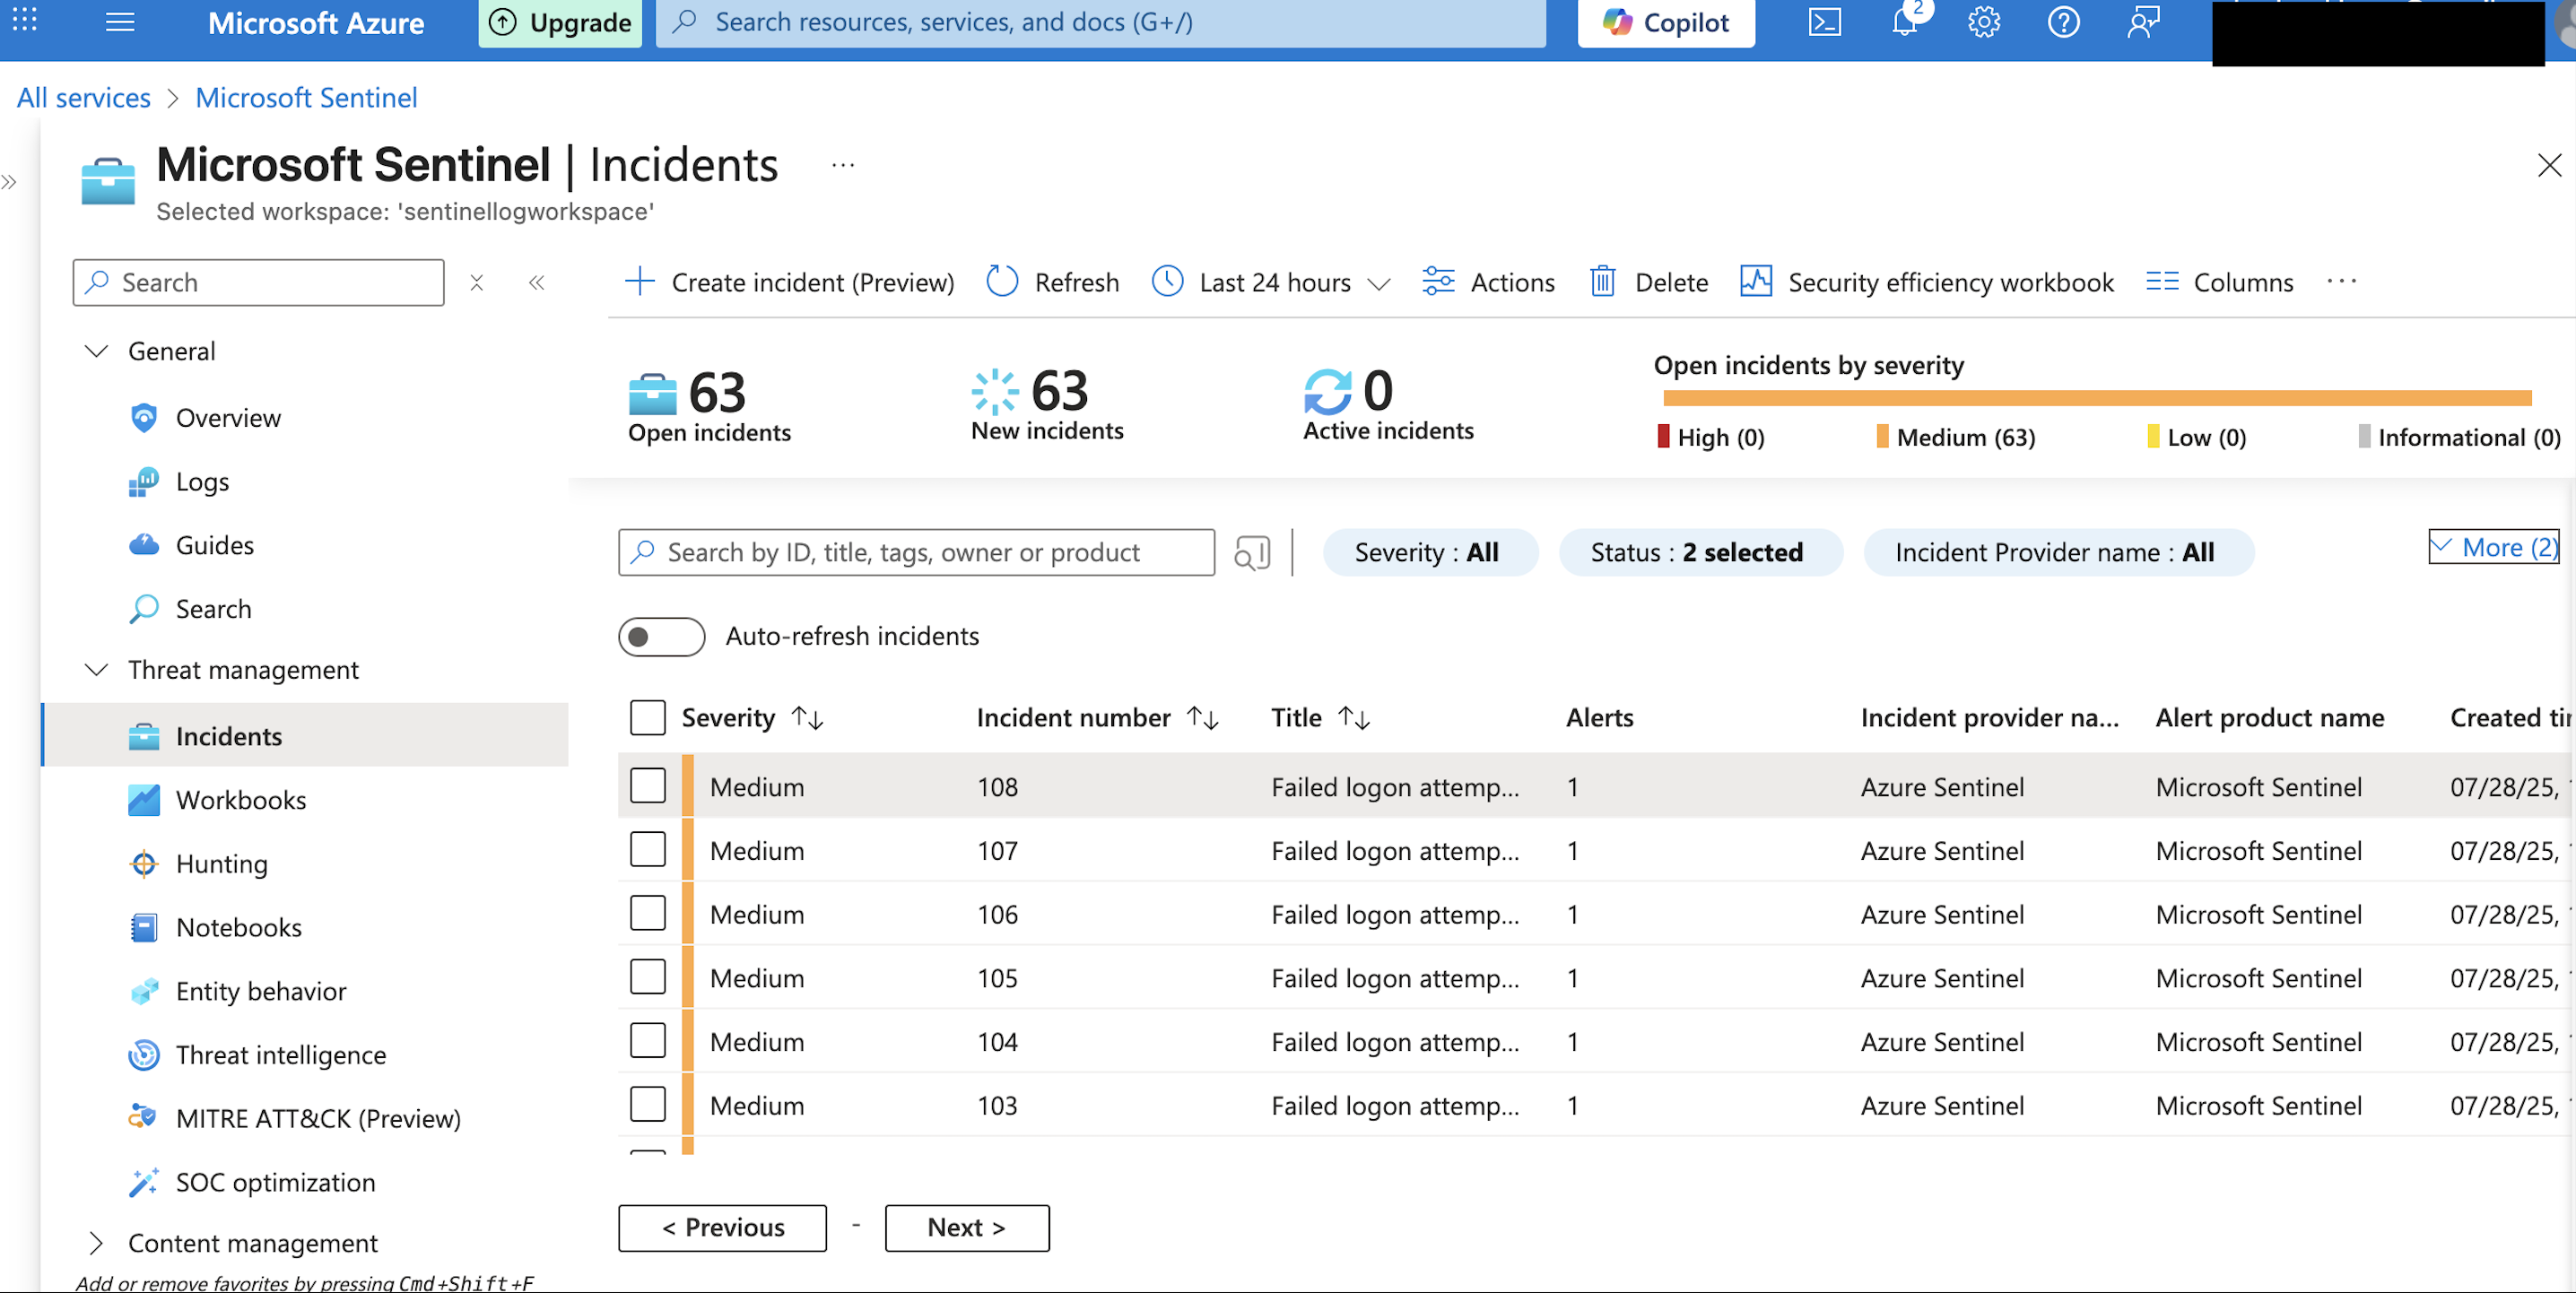 Microsoft Azure
Upgrade
Search resources, services, and docs (G+/)
Copilot
2
All services > Microsoft Sentinel
Microsoft Sentinel | Incidents ...
Selected workspace: 'sentinellogworkspace'
Search
General
Overview
Logs
Guides
Search
Threat management
Incidents
Workbooks
Hunting
Notebooks
Entity behavior
Threat intelligence
MITRE ATT&CK (Preview)
SOC optimization
Content management
Add or remove favorites by pressing Cmd+Shift+F
Create incident (Preview) Refresh Last 24 hours Actions Delete Security efficiency workbook Columns ...
63
Open incidents
63
New incidents
0
Active incidents
Open incidents by severity
High (0) Medium (63) Low (0) Informational (0)
Search by ID, title, tags, owner or product
Severity : All
Status : 2 selected
Incident Provider name : All
More (2)
Auto-refresh incidents
Severity Incident number Title Alerts Incident provider na... Alert product name Created
Medium 108 Failed logon attemp... 1 Azure Sentinel Microsoft Sentinel 07/28/25,
Medium 107 Failed logon attemp... 1 Azure Sentinel Microsoft Sentinel 07/28/25,
Medium 106 Failed logon attemp... 1 Azure Sentinel Microsoft Sentinel 07/28/25,
Medium 105 Failed logon attemp... 1 Azure Sentinel Microsoft Sentinel 07/28/25,
Medium 104 Failed logon attemp... 1 Azure Sentinel Microsoft Sentinel 07/28/25,
Medium 103 Failed logon attemp... 1 Azure Sentinel Microsoft Sentinel 07/28/25,
< Previous - Next >